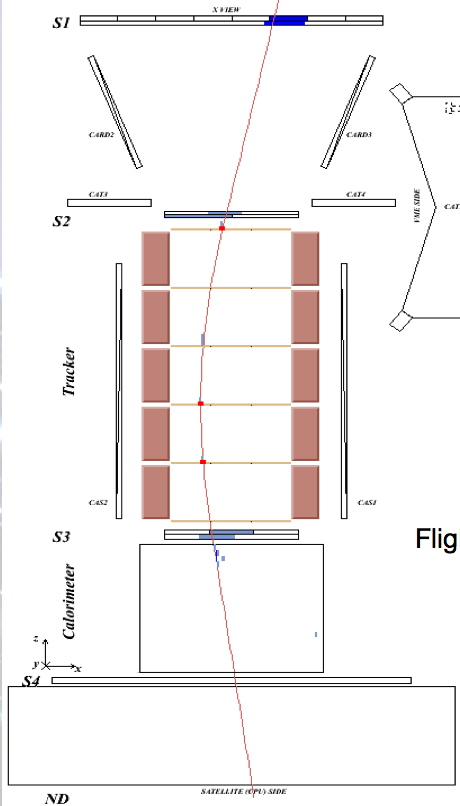 X VIEW
S1
CARD2
CARD3
CAT3
CAT4
S2
VME SIDE
CAT
Tracker
CAS2
CAS1
S3
Flig
Calorimeter
z
y
x
S4
SATELLITE (CPU) SIDE
ND